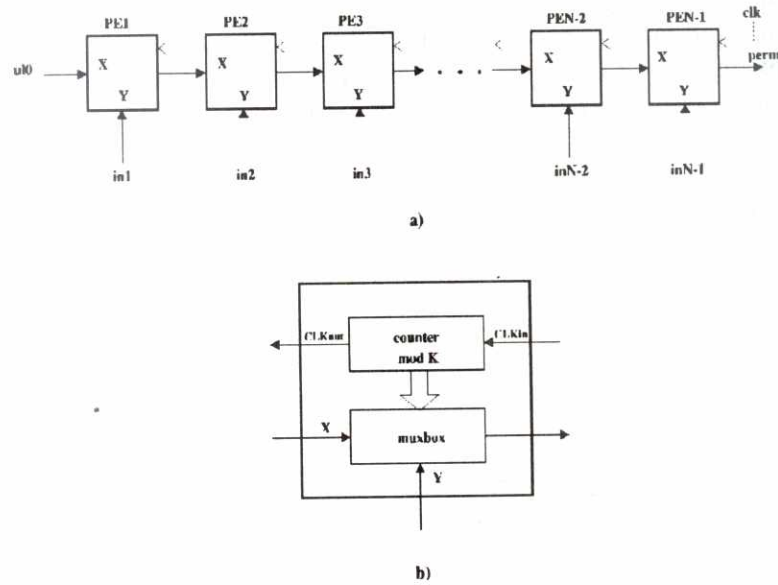 PE1 PE2 PE3 PEN-2 PEN-1 clk
X X X X X perm
ul0
Y Y Y . . . Y Y
in1 in2 in3 inN-2 inN-1
a)
CLKout counter CLKin
mod K
X muxbox
Y
b)